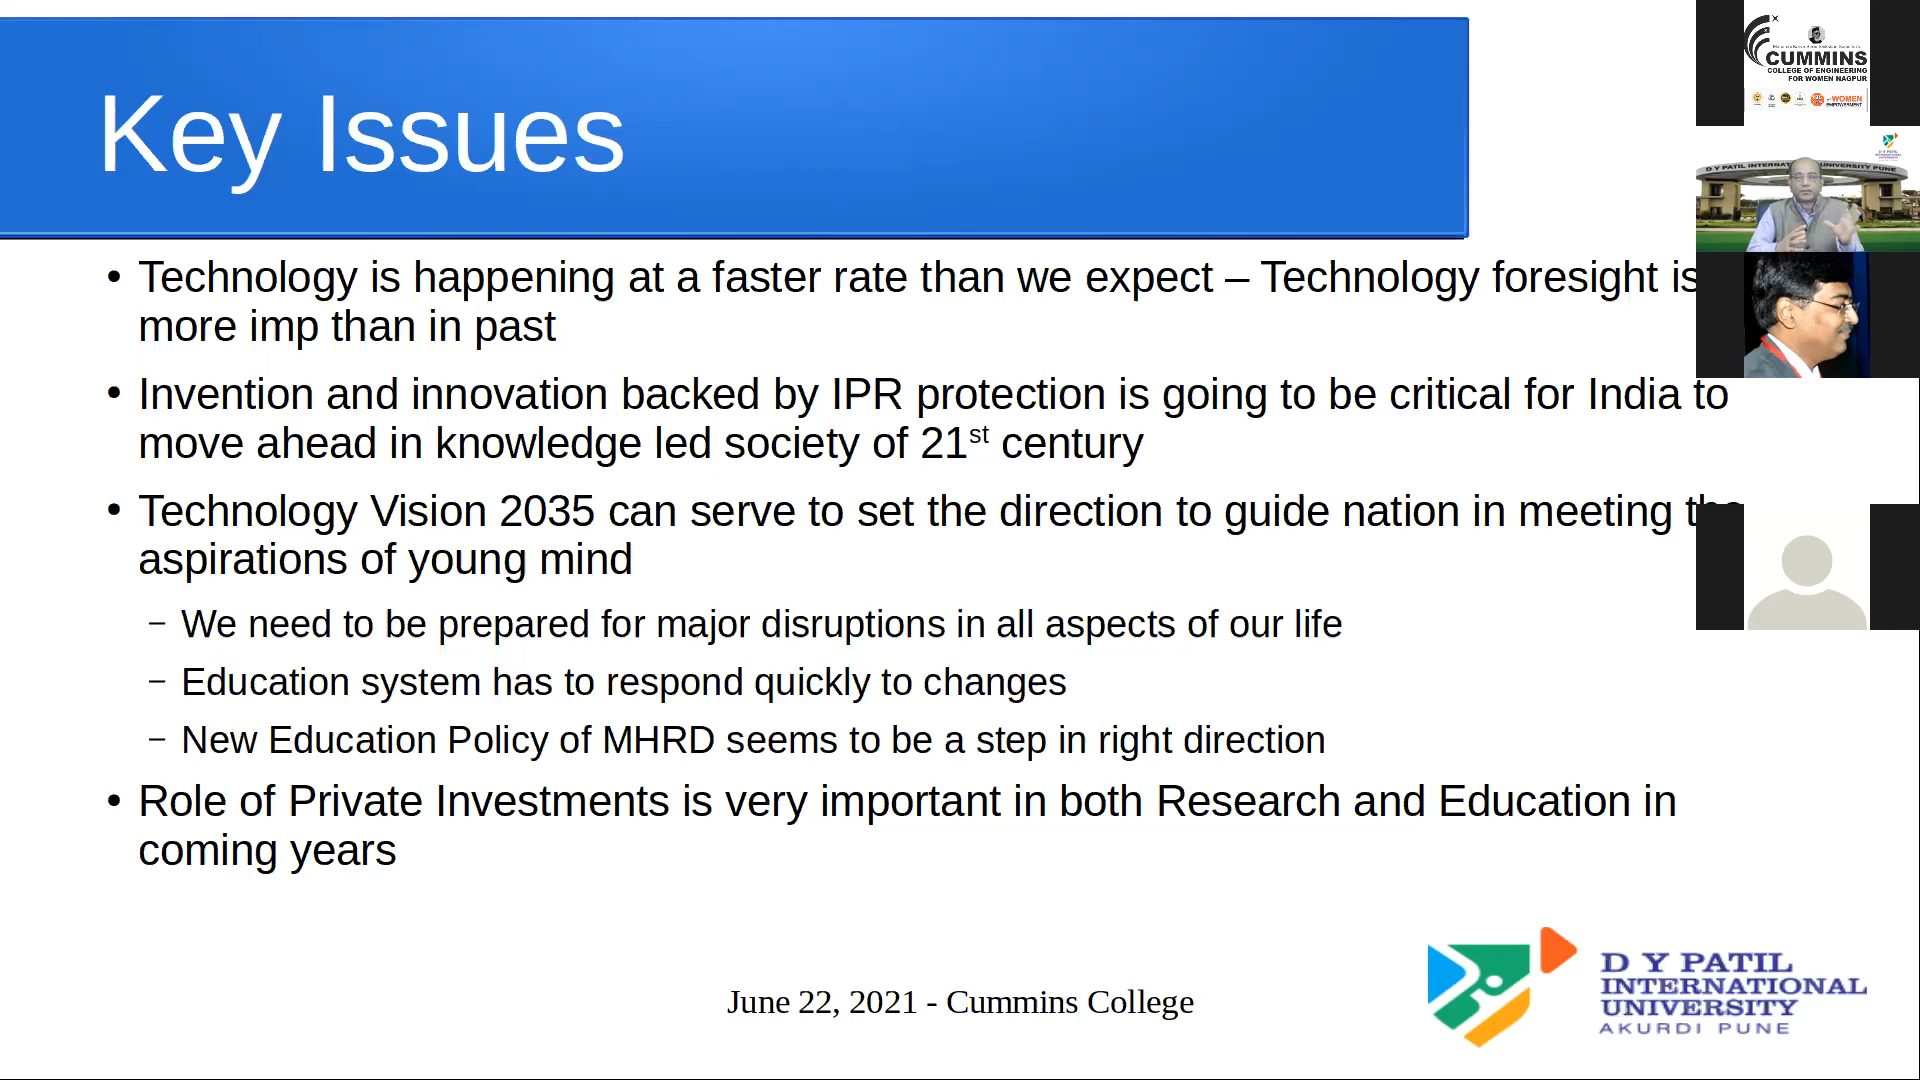 Key Issues
• Technology is happening at a faster rate than we expect – Technology foresight is
more imp than in past
• Invention and innovation backed by IPR protection is going to be critical for India to
move ahead in knowledge led society of 21st century
• Technology Vision 2035 can serve to set the direction to guide nation in meeting the
aspirations of young mind
– We need to be prepared for major disruptions in all aspects of our life
– Education system has to respond quickly to changes
– New Education Policy of MHRD seems to be a step in right direction
• Role of Private Investments is very important in both Research and Education in
coming years
June 22, 2021 - Cummins College
D Y PATIL
INTERNATIONAL
UNIVERSITY
AKURDI PUNE
CUMMINS
COLLEGE OF ENGINEERING
FOR WOMEN NAGPUR
WOMEN
EMPOWERMENT
D Y PATIL INTERNAT UNIVERSITY PUNE